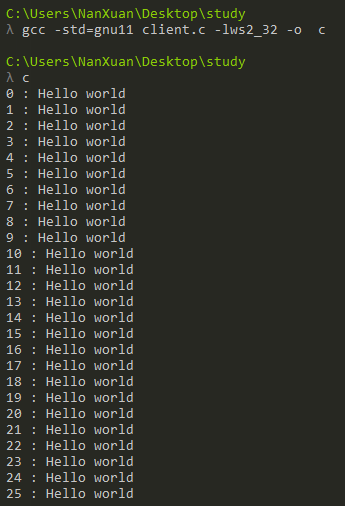 C:\Users\NanXuan\Desktop\study
λ gcc -std=gnu11 client.c -lws2_32 -o  c
C:\Users\NanXuan\Desktop\study
λ c
0 : Hello world
1 : Hello world
2 : Hello world
3 : Hello world
4 : Hello world
5 : Hello world
6 : Hello world
7 : Hello world
8 : Hello world
9 : Hello world
10 : Hello world
11 : Hello world
12 : Hello world
13 : Hello world
14 : Hello world
15 : Hello world
16 : Hello world
17 : Hello world
18 : Hello world
19 : Hello world
20 : Hello world
21 : Hello world
22 : Hello world
23 : Hello world
24 : Hello world
25 : Hello world